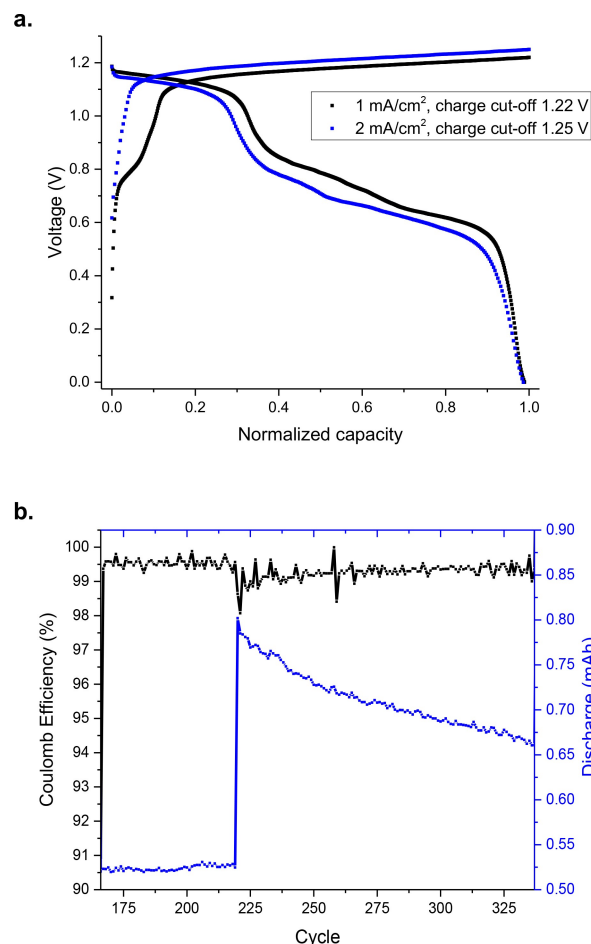 a.
1.2
1.0
0.8
0.6
0.4
0.2
0.0
Voltage (V)
1 mA/cm², charge cut-off 1.22 V
2 mA/cm², charge cut-off 1.25 V
0.0 0.2 0.4 0.6 0.8 1.0
Normalized capacity
b.
100
99
98
97
96
95
94
93
92
91
90
Coulomb Efficiency (%)
0.90
0.85
0.80
0.75
0.70
0.65
0.60
0.55
0.50
Discharge (mAh)
175 200 225 250 275 300 325
Cycle